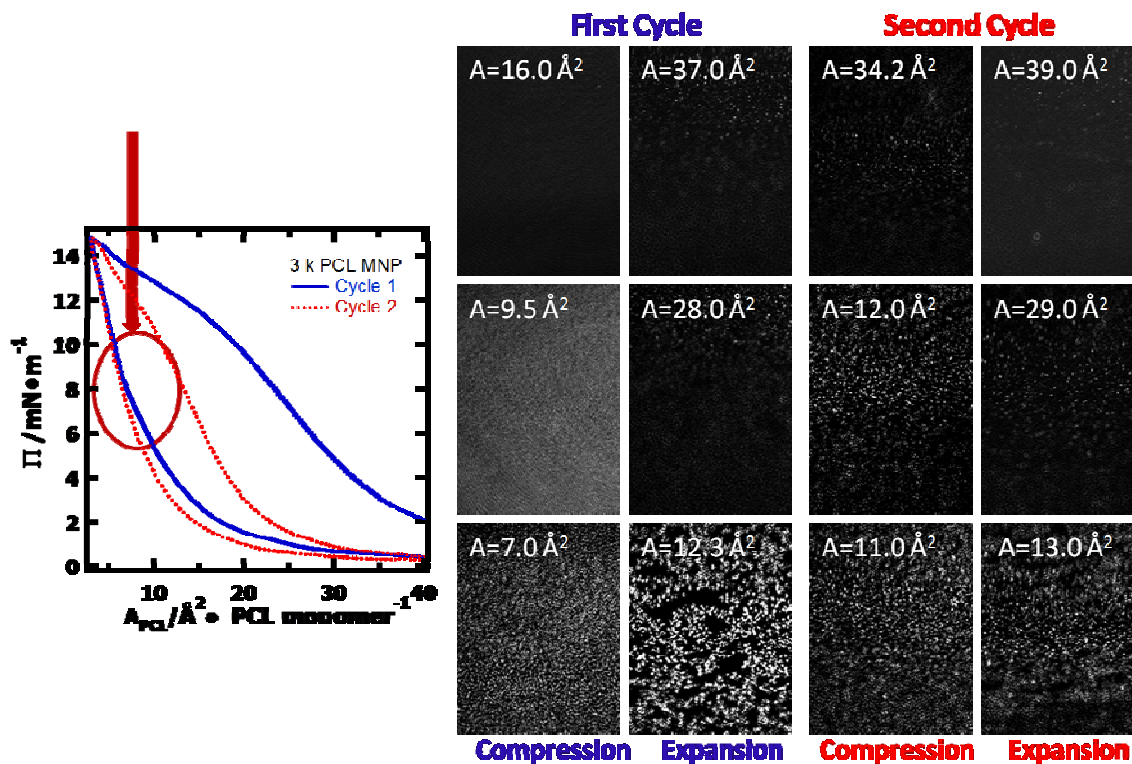 First Cycle
Second Cycle
A=16.0 Å²
A=37.0 Å²
A=34.2 Å²
A=39.0 Å²
A=9.5 Å²
A=28.0 Å²
A=12.0 Å²
A=29.0 Å²
A=7.0 Å²
A=12.3 Å²
A=11.0 Å²
A=13.0 Å²
Compression
Expansion
Compression
Expansion
Π /mN•m⁻¹
14
12
10
8
6
4
2
0
3 k PCL MNP
Cycle 1
Cycle 2
10
20
30
40
A_PCL/Å²• PCL monomer⁻¹